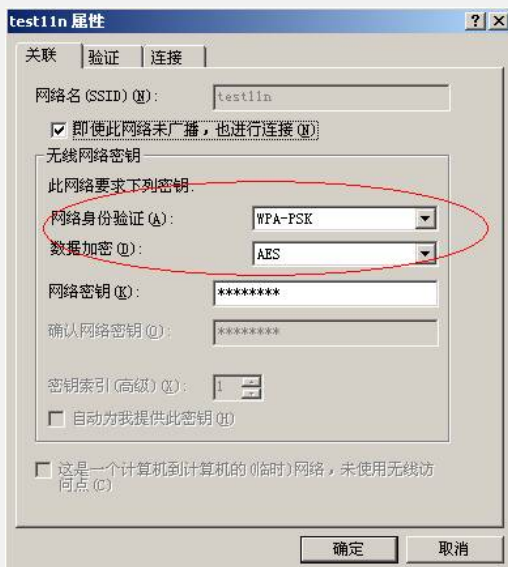 test11n 属性
关联 验证 连接
网络名(SSID)(N): test11n
即使此网络未广播，也进行连接(N)
无线网络密钥
此网络要求下列密钥:
网络身份验证(A): WPA-PSK
数据加密(D): AES
网络密钥(K): ********
确认网络密钥(O): ********
密钥索引(高级)(X): 1
自动为我提供此密钥(H)
这是一个计算机到计算机的(临时)网络，未使用无线访
问点(C)
确定 取消